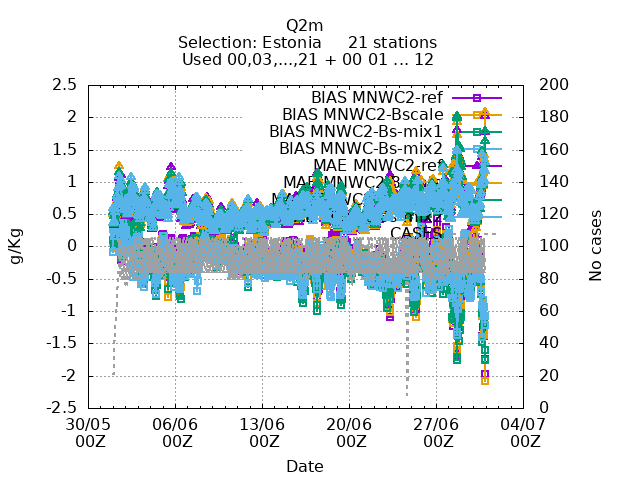 Q2m
Selection: Estonia 21 stations
Used 00,03,...,21 + 00 01 ... 12
BIAS MNWC2-ref
BIAS MNWC2-Bscale
BIAS MNWC2-Bs-mix1
BIAS MNWC-Bs-mix2
MAE MNWC2-ref
CASES
2.5
2
1.5
1
0.5
0
-0.5
-1
-1.5
-2
-2.5
g/Kg
200
180
160
140
120
100
80
60
40
20
0
No cases
30/05 06/06 13/06 20/06 27/06 04/07
00Z 00Z 00Z 00Z 00Z 00Z
Date